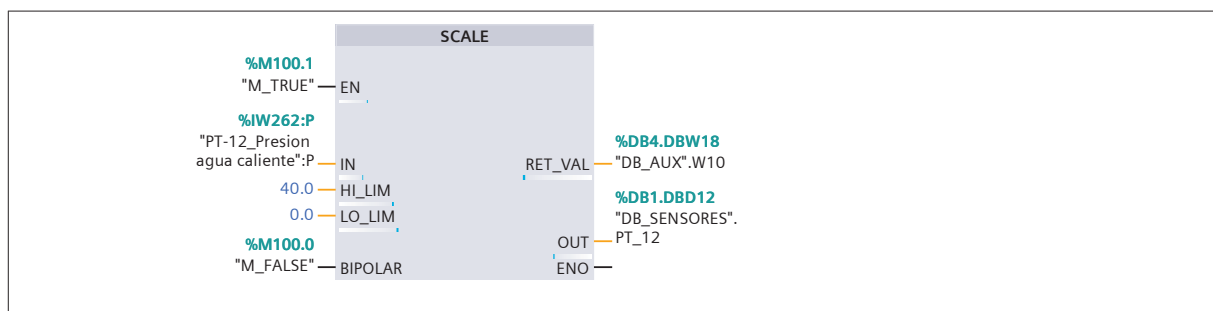 SCALE
%M100.1
"M_TRUE"
EN
%IW262:P
"PT-12_Presion
agua caliente":P
IN
40.0
HI_LIM
0.0
LO_LIM
%M100.0
"M_FALSE"
BIPOLAR
%DB4.DBW18
RET_VAL
"DB_AUX".W10
%DB1.DBD12
"DB_SENSORES".
OUT
PT_12
ENO